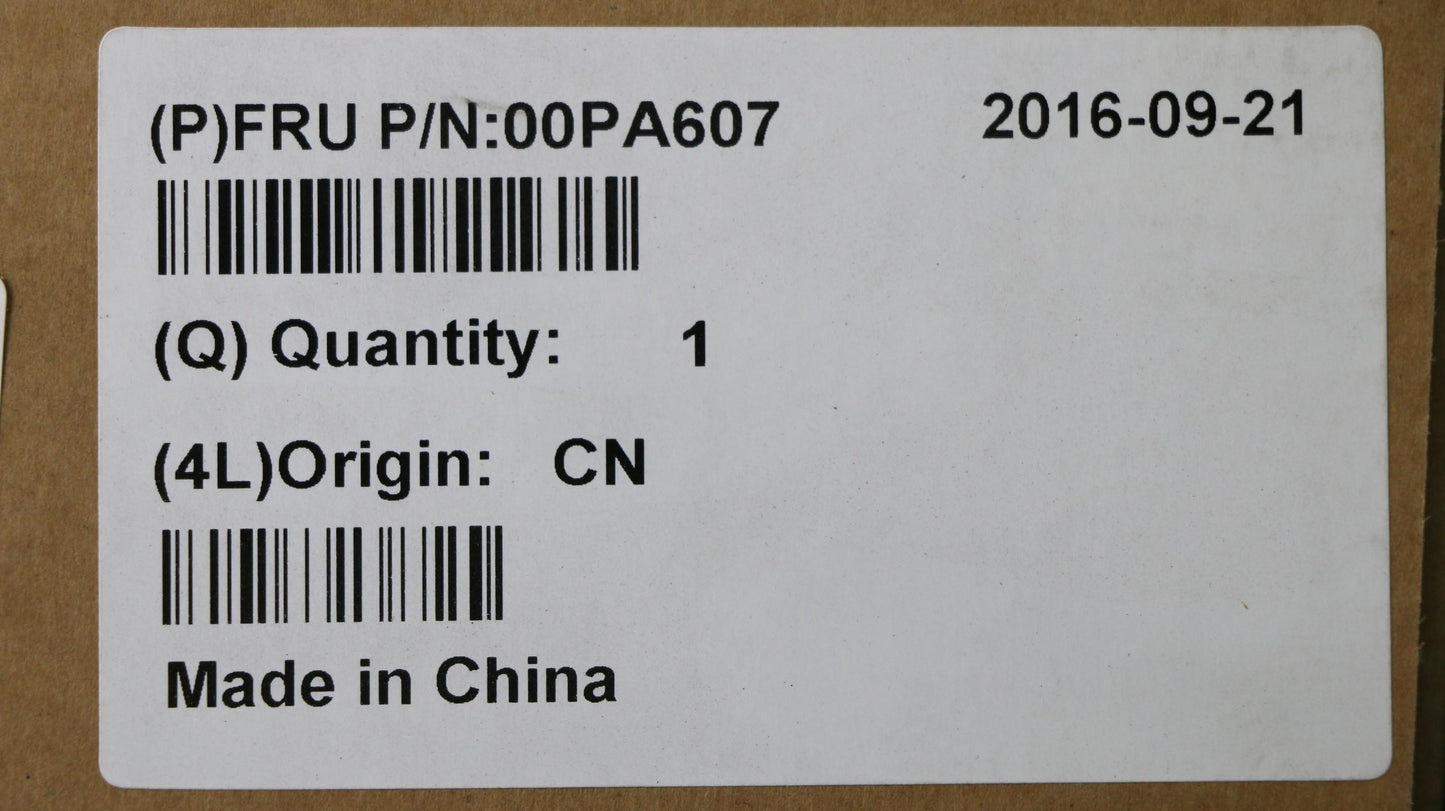 (P)FRU P/N:00PA607 2016-09-21
(Q) Quantity: 1
(4L)Origin: CN
Made in China